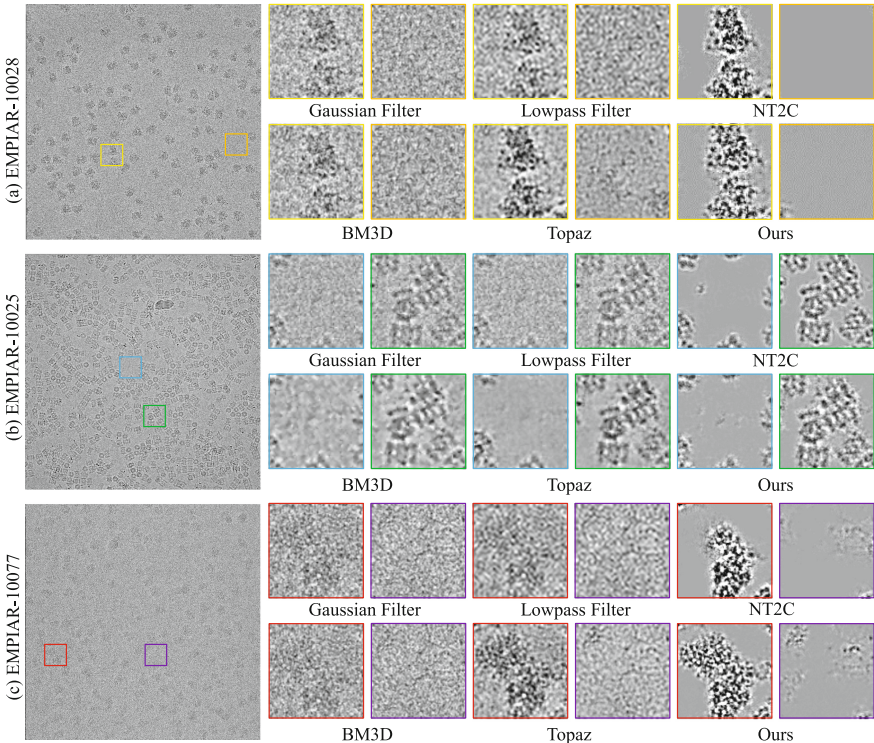 (a) EMPIAR-10028
Gaussian Filter
Lowpass Filter
NT2C
BM3D
Topaz
Ours
(b) EMPIAR-10025
Gaussian Filter
Lowpass Filter
NT2C
BM3D
Topaz
Ours
(c) EMPIAR-10077
Gaussian Filter
Lowpass Filter
NT2C
BM3D
Topaz
Ours